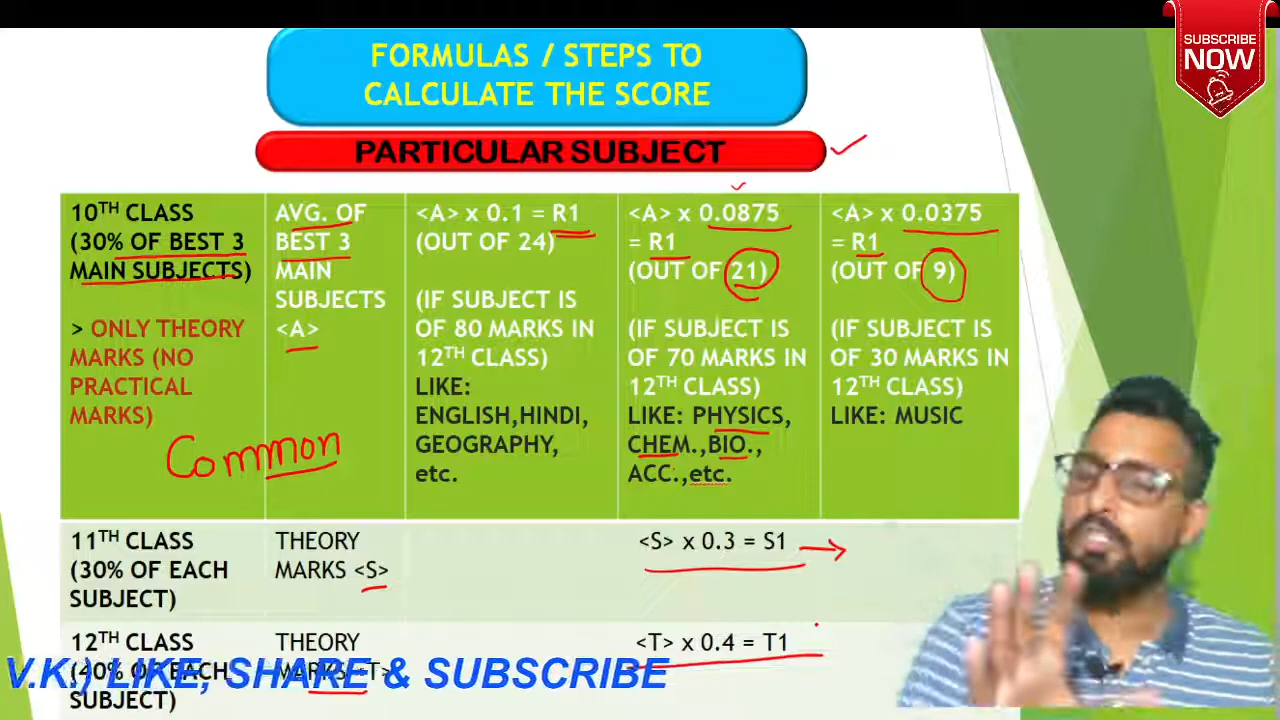 SUBSCRIBE
NOW
FORMULAS / STEPS TO
CALCULATE THE SCORE
PARTICULAR SUBJECT
10TH CLASS
(30% OF BEST 3
MAIN SUBJECTS)
> ONLY THEORY
MARKS (NO
PRACTICAL
MARKS)
Common
AVG. OF
BEST 3
MAIN
SUBJECTS
<A>
<A> x 0.1 = R1
(OUT OF 24)
(IF SUBJECT IS
OF 80 MARKS IN
12TH CLASS)
LIKE:
ENGLISH,HINDI,
GEOGRAPHY,
etc.
<A> x 0.0875
= R1
(OUT OF 21)
(IF SUBJECT IS
OF 70 MARKS IN
12TH CLASS)
LIKE: PHYSICS,
CHEM.,BIO.,
ACC.,etc.
<A> x 0.0375
= R1
(OUT OF 9)
(IF SUBJECT IS
OF 30 MARKS IN
12TH CLASS)
LIKE: MUSIC
11TH CLASS
(30% OF EACH
SUBJECT)
THEORY
MARKS <S>
<S> x 0.3 = S1
12TH CLASS
(40% OF EACH
SUBJECT)
THEORY
MARKS <T>
<T> x 0.4 = T1
V.K.) LIKE, SHARE & SUBSCRIBE